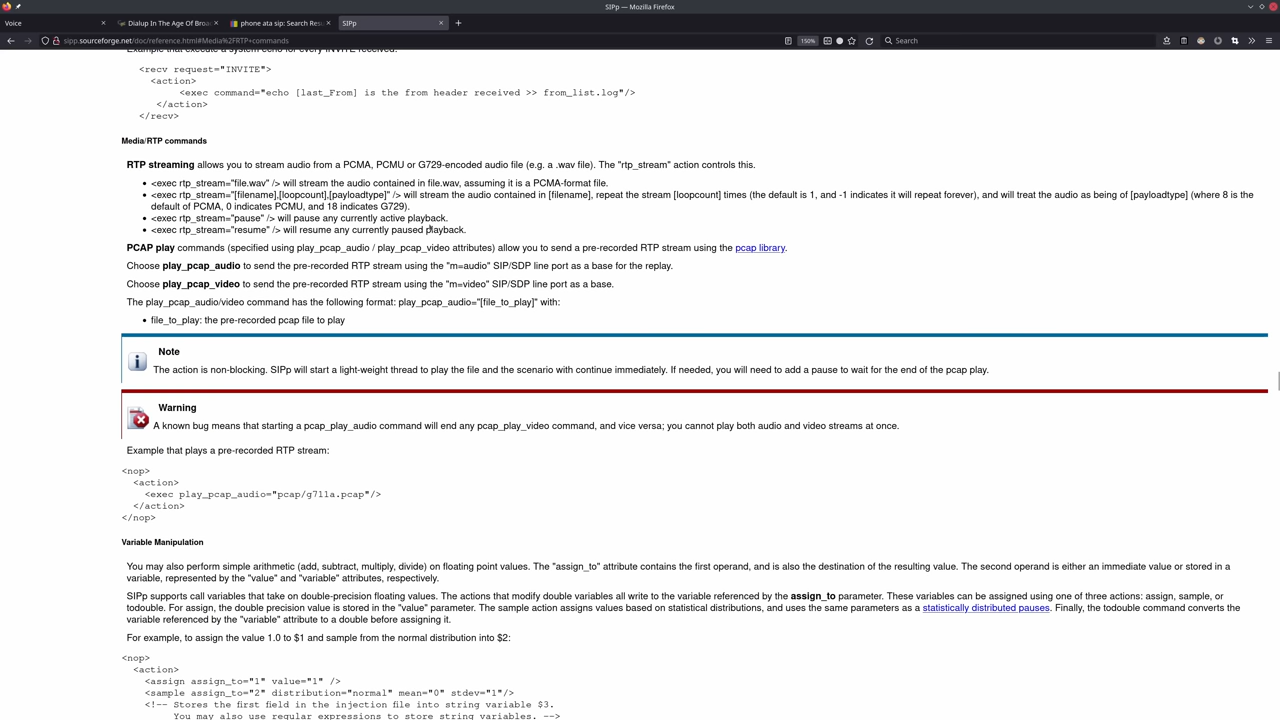 SIPp — Mozilla Firefox
Voice
Dialup In The Age Of Broa
phone ata sip: Search Resu
SIPp
sipp.sourceforge.net/doc/reference.html#Media%2FRTP+commands
150%
Search
Example that execute a system echo for every INVITE received:
<recv request="INVITE">
<action>
<exec command="echo [last_From] is the from header received >> from_list.log"/>
</action>
</recv>
Media/RTP commands
RTP streaming allows you to stream audio from a PCMA, PCMU or G729-encoded audio file (e.g. a .wav file). The "rtp_stream" action controls this.
• <exec rtp_stream="file.wav" /> will stream the audio contained in file.wav, assuming it is a PCMA-format file.
• <exec rtp_stream="[filename],[loopcount],[payloadtype]" /> will stream the audio contained in [filename], repeat the stream [loopcount] times (the default is 1, and -1 indicates it will repeat forever), and will treat the audio as being of [payloadtype] (where 8 is the
default of PCMA, 0 indicates PCMU, and 18 indicates G729).
• <exec rtp_stream="pause" /> will pause any currently active playback.
• <exec rtp_stream="resume" /> will resume any currently paused playback.
PCAP play commands (specified using play_pcap_audio / play_pcap_video attributes) allow you to send a pre-recorded RTP stream using the pcap library.
Choose play_pcap_audio to send the pre-recorded RTP stream using the "m=audio" SIP/SDP line port as a base for the replay.
Choose play_pcap_video to send the pre-recorded RTP stream using the "m=video" SIP/SDP line port as a base.
The play_pcap_audio/video command has the following format: play_pcap_audio="[file_to_play]" with:
• file_to_play: the pre-recorded pcap file to play
Note
The action is non-blocking. SIPp will start a light-weight thread to play the file and the scenario with continue immediately. If needed, you will need to add a pause to wait for the end of the pcap play.
Warning
A known bug means that starting a pcap_play_audio command will end any pcap_play_video command, and vice versa; you cannot play both audio and video streams at once.
Example that plays a pre-recorded RTP stream:
<nop>
<action>
<exec play_pcap_audio="pcap/g711a.pcap"/>
</action>
</nop>
Variable Manipulation
You may also perform simple arithmetic (add, subtract, multiply, divide) on floating point values. The "assign_to" attribute contains the first operand, and is also the destination of the resulting value. The second operand is either an immediate value or stored in a
variable, represented by the "value" and "variable" attributes, respectively.
SIPp supports call variables that take on double-precision floating values. The actions that modify double variables all write to the variable referenced by the assign_to parameter. These variables can be assigned using one of three actions: assign, sample, or
todouble. For assign, the double precision value is stored in the "value" parameter. The sample action assigns values based on statistical distributions, and uses the same parameters as a statistically distributed pauses. Finally, the todouble command converts the
variable referenced by the "variable" attribute to a double before assigning it.
For example, to assign the value 1.0 to $1 and sample from the normal distribution into $2:
<nop>
<action>
<assign assign_to="1" value="1" />
<sample assign_to="2" distribution="normal" mean="0" stdev="1"/>
<!-- Stores the first field in the injection file into string variable $3.
You may also use regular expressions to store string variables. -->